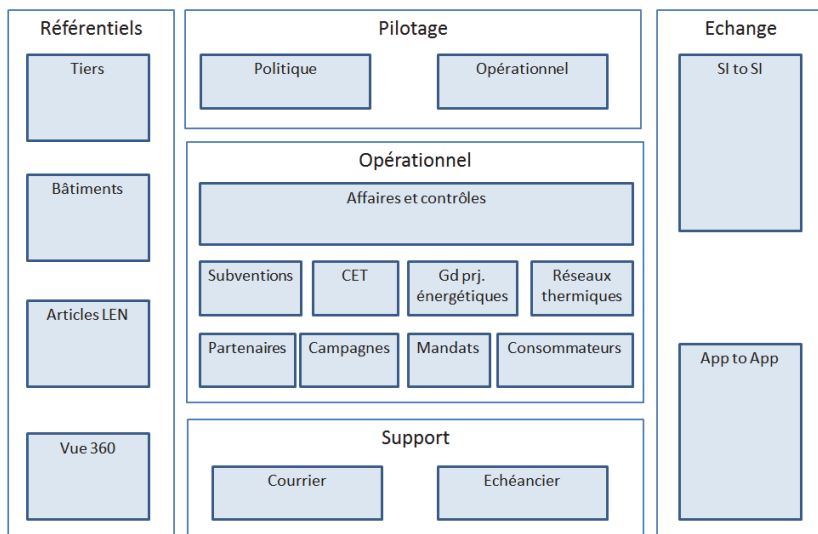 Référentiels
Tiers
Bâtiments
Articles LEN
Vue 360
Pilotage
Politique
Opérationnel
Opérationnel
Affaires et contrôles
Subventions
CET
Gd prj.
énergétiques
Réseaux
thermiques
Partenaires
Campagnes
Mandats
Consommateurs
Support
Courrier
Echéancier
Echange
SI to SI
App to App